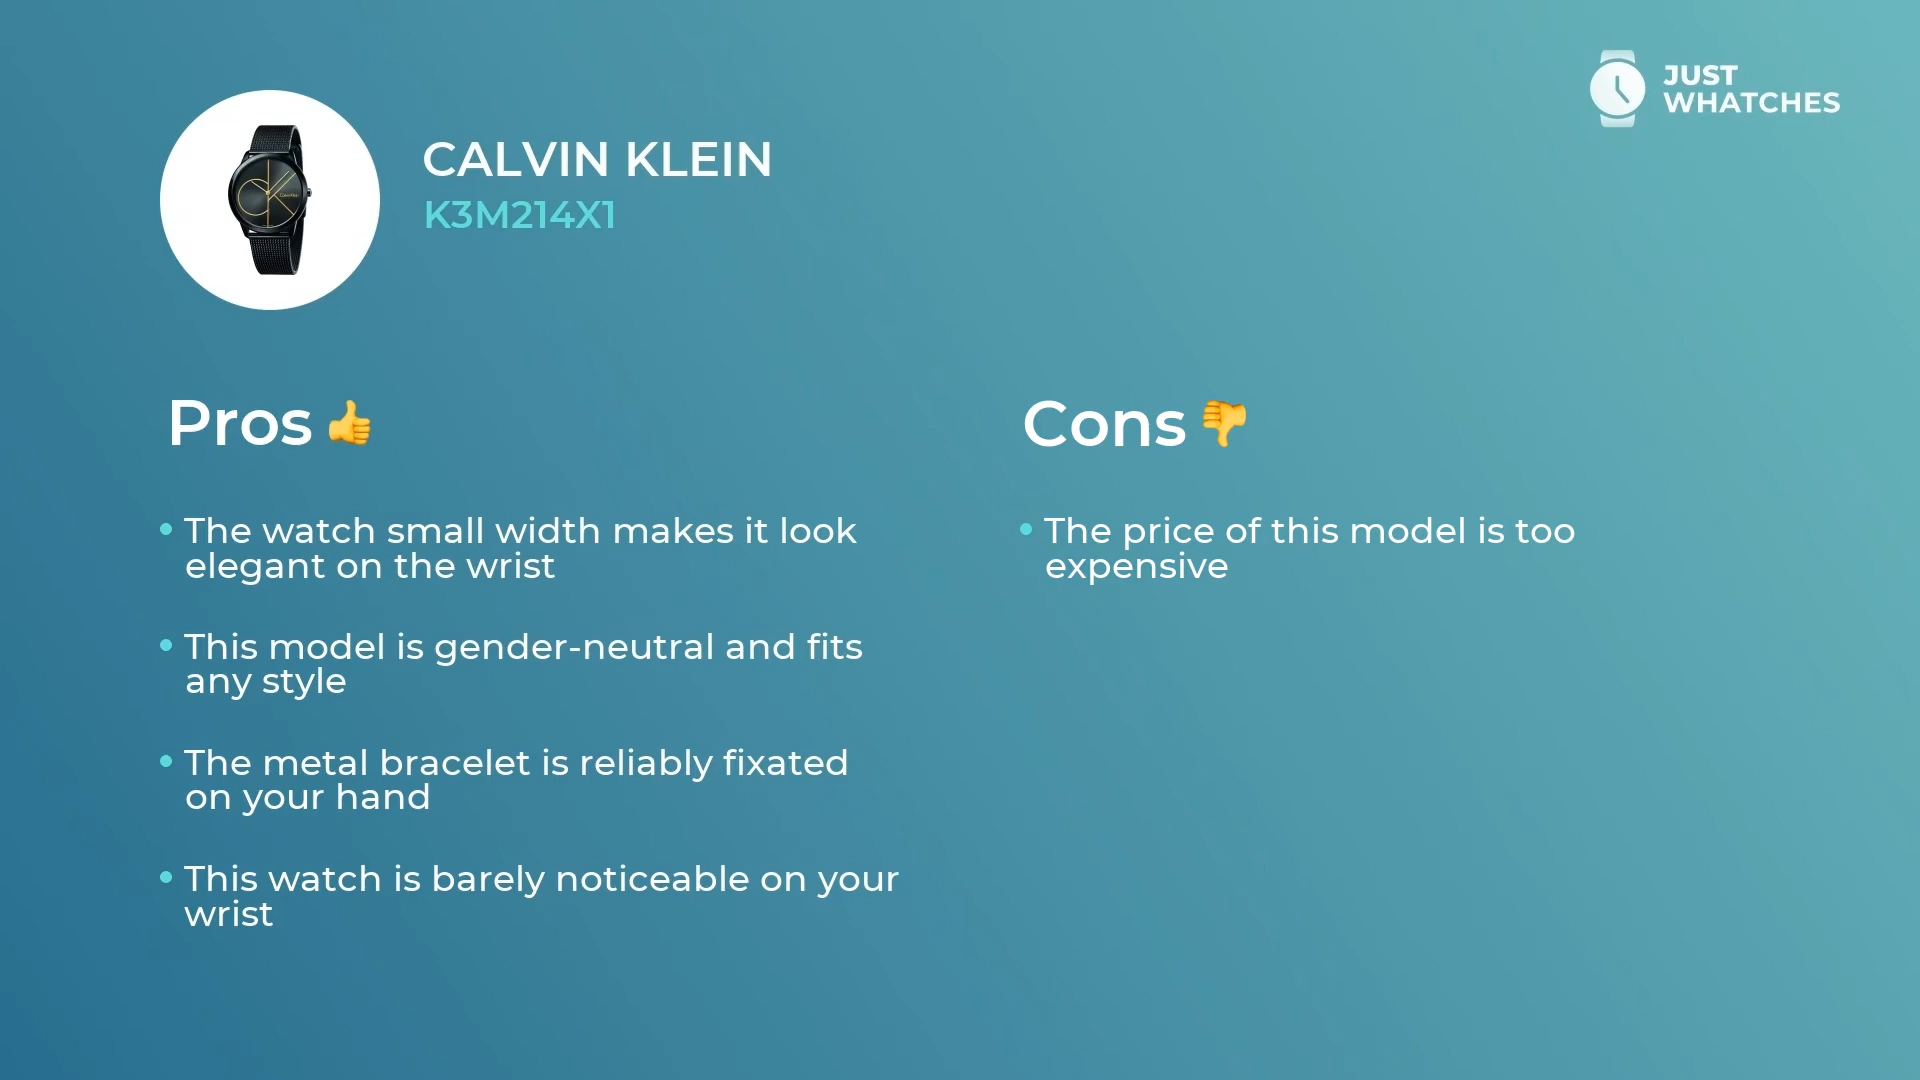 JUST
WHATCHES
CALVIN KLEIN
K3M214X1
Pros
• The watch small width makes it look
elegant on the wrist
• This model is gender-neutral and fits
any style
• The metal bracelet is reliably fixated
on your hand
• This watch is barely noticeable on your
wrist
Cons
• The price of this model is too
expensive